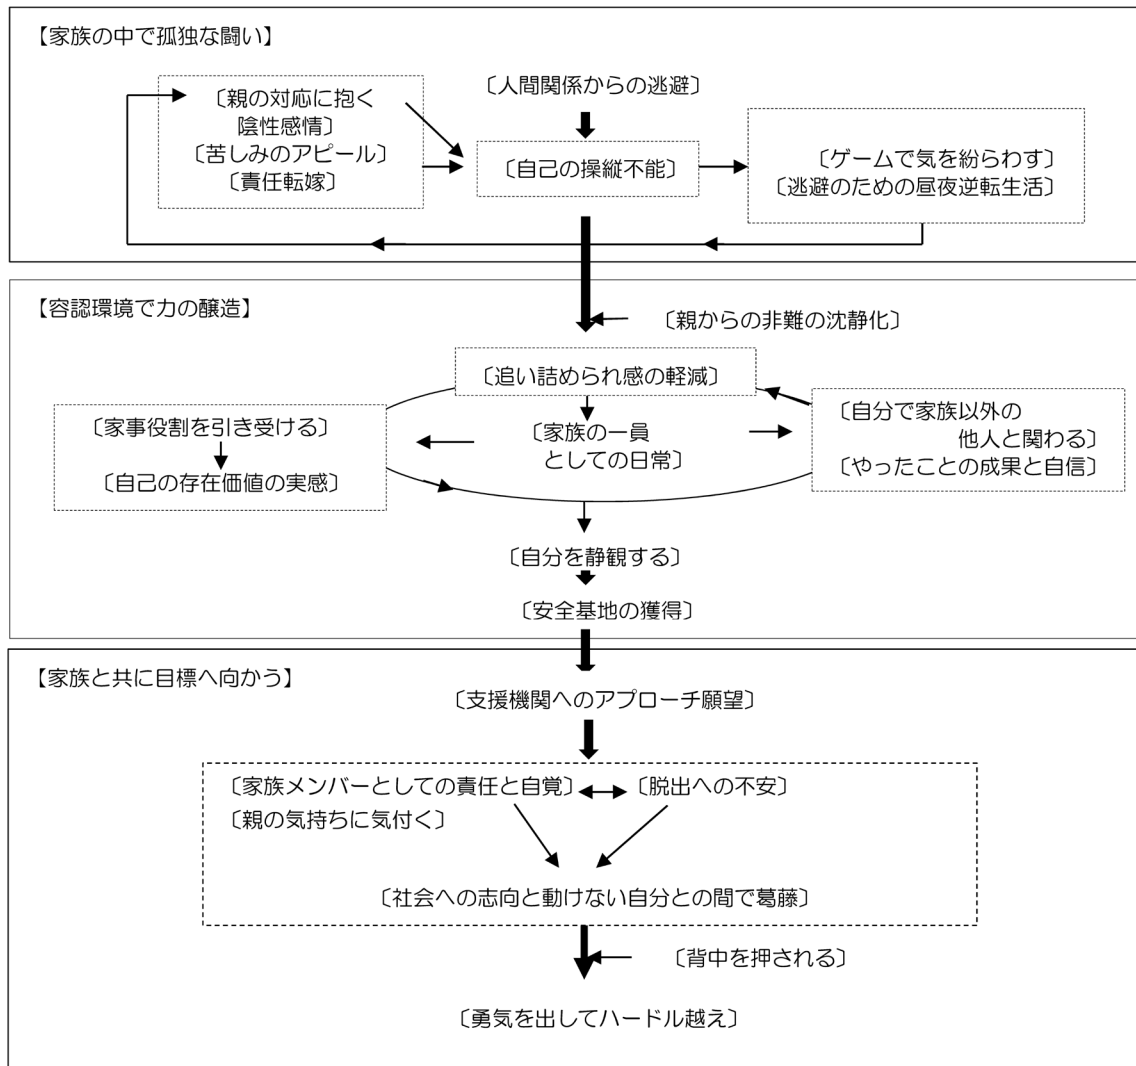 【家族の中で孤独な闘い】
〔人間関係からの逃避〕
〔親の対応に抱く
陰性感情〕
〔苦しみのアピール〕
〔責任転嫁〕
〔自己の操縦不能〕
〔ゲームで気を紛らわす〕
〔逃避のための昼夜逆転生活〕
【容認環境で力の醸造】
〔親からの非難の沈静化〕
〔追い詰められ感の軽減〕
〔家事役割を引き受ける〕
〔自己の存在価値の実感〕
〔家族の一員
としての日常〕
〔自分で家族以外の
他人と関わる〕
〔やったことの成果と自信〕
〔自分を静観する〕
〔安全基地の獲得〕
【家族と共に目標へ向かう】
〔支援機関へのアプローチ願望〕
〔家族メンバーとしての責任と自覚〕
〔脱出への不安〕
〔親の気持ちに気付く〕
〔社会への志向と動けない自分との間で葛藤〕
〔背中を押される〕
〔勇気を出してハードル越え〕